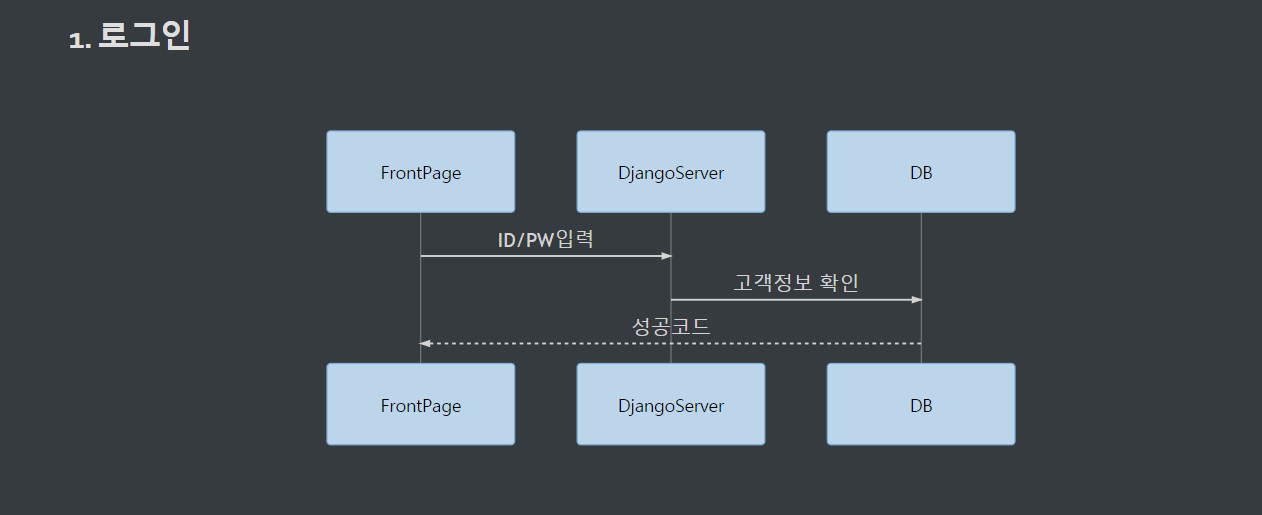 1. 로그인
FrontPage
DjangoServer
DB
ID/PW입력
고객정보 확인
성공코드
FrontPage
DjangoServer
DB